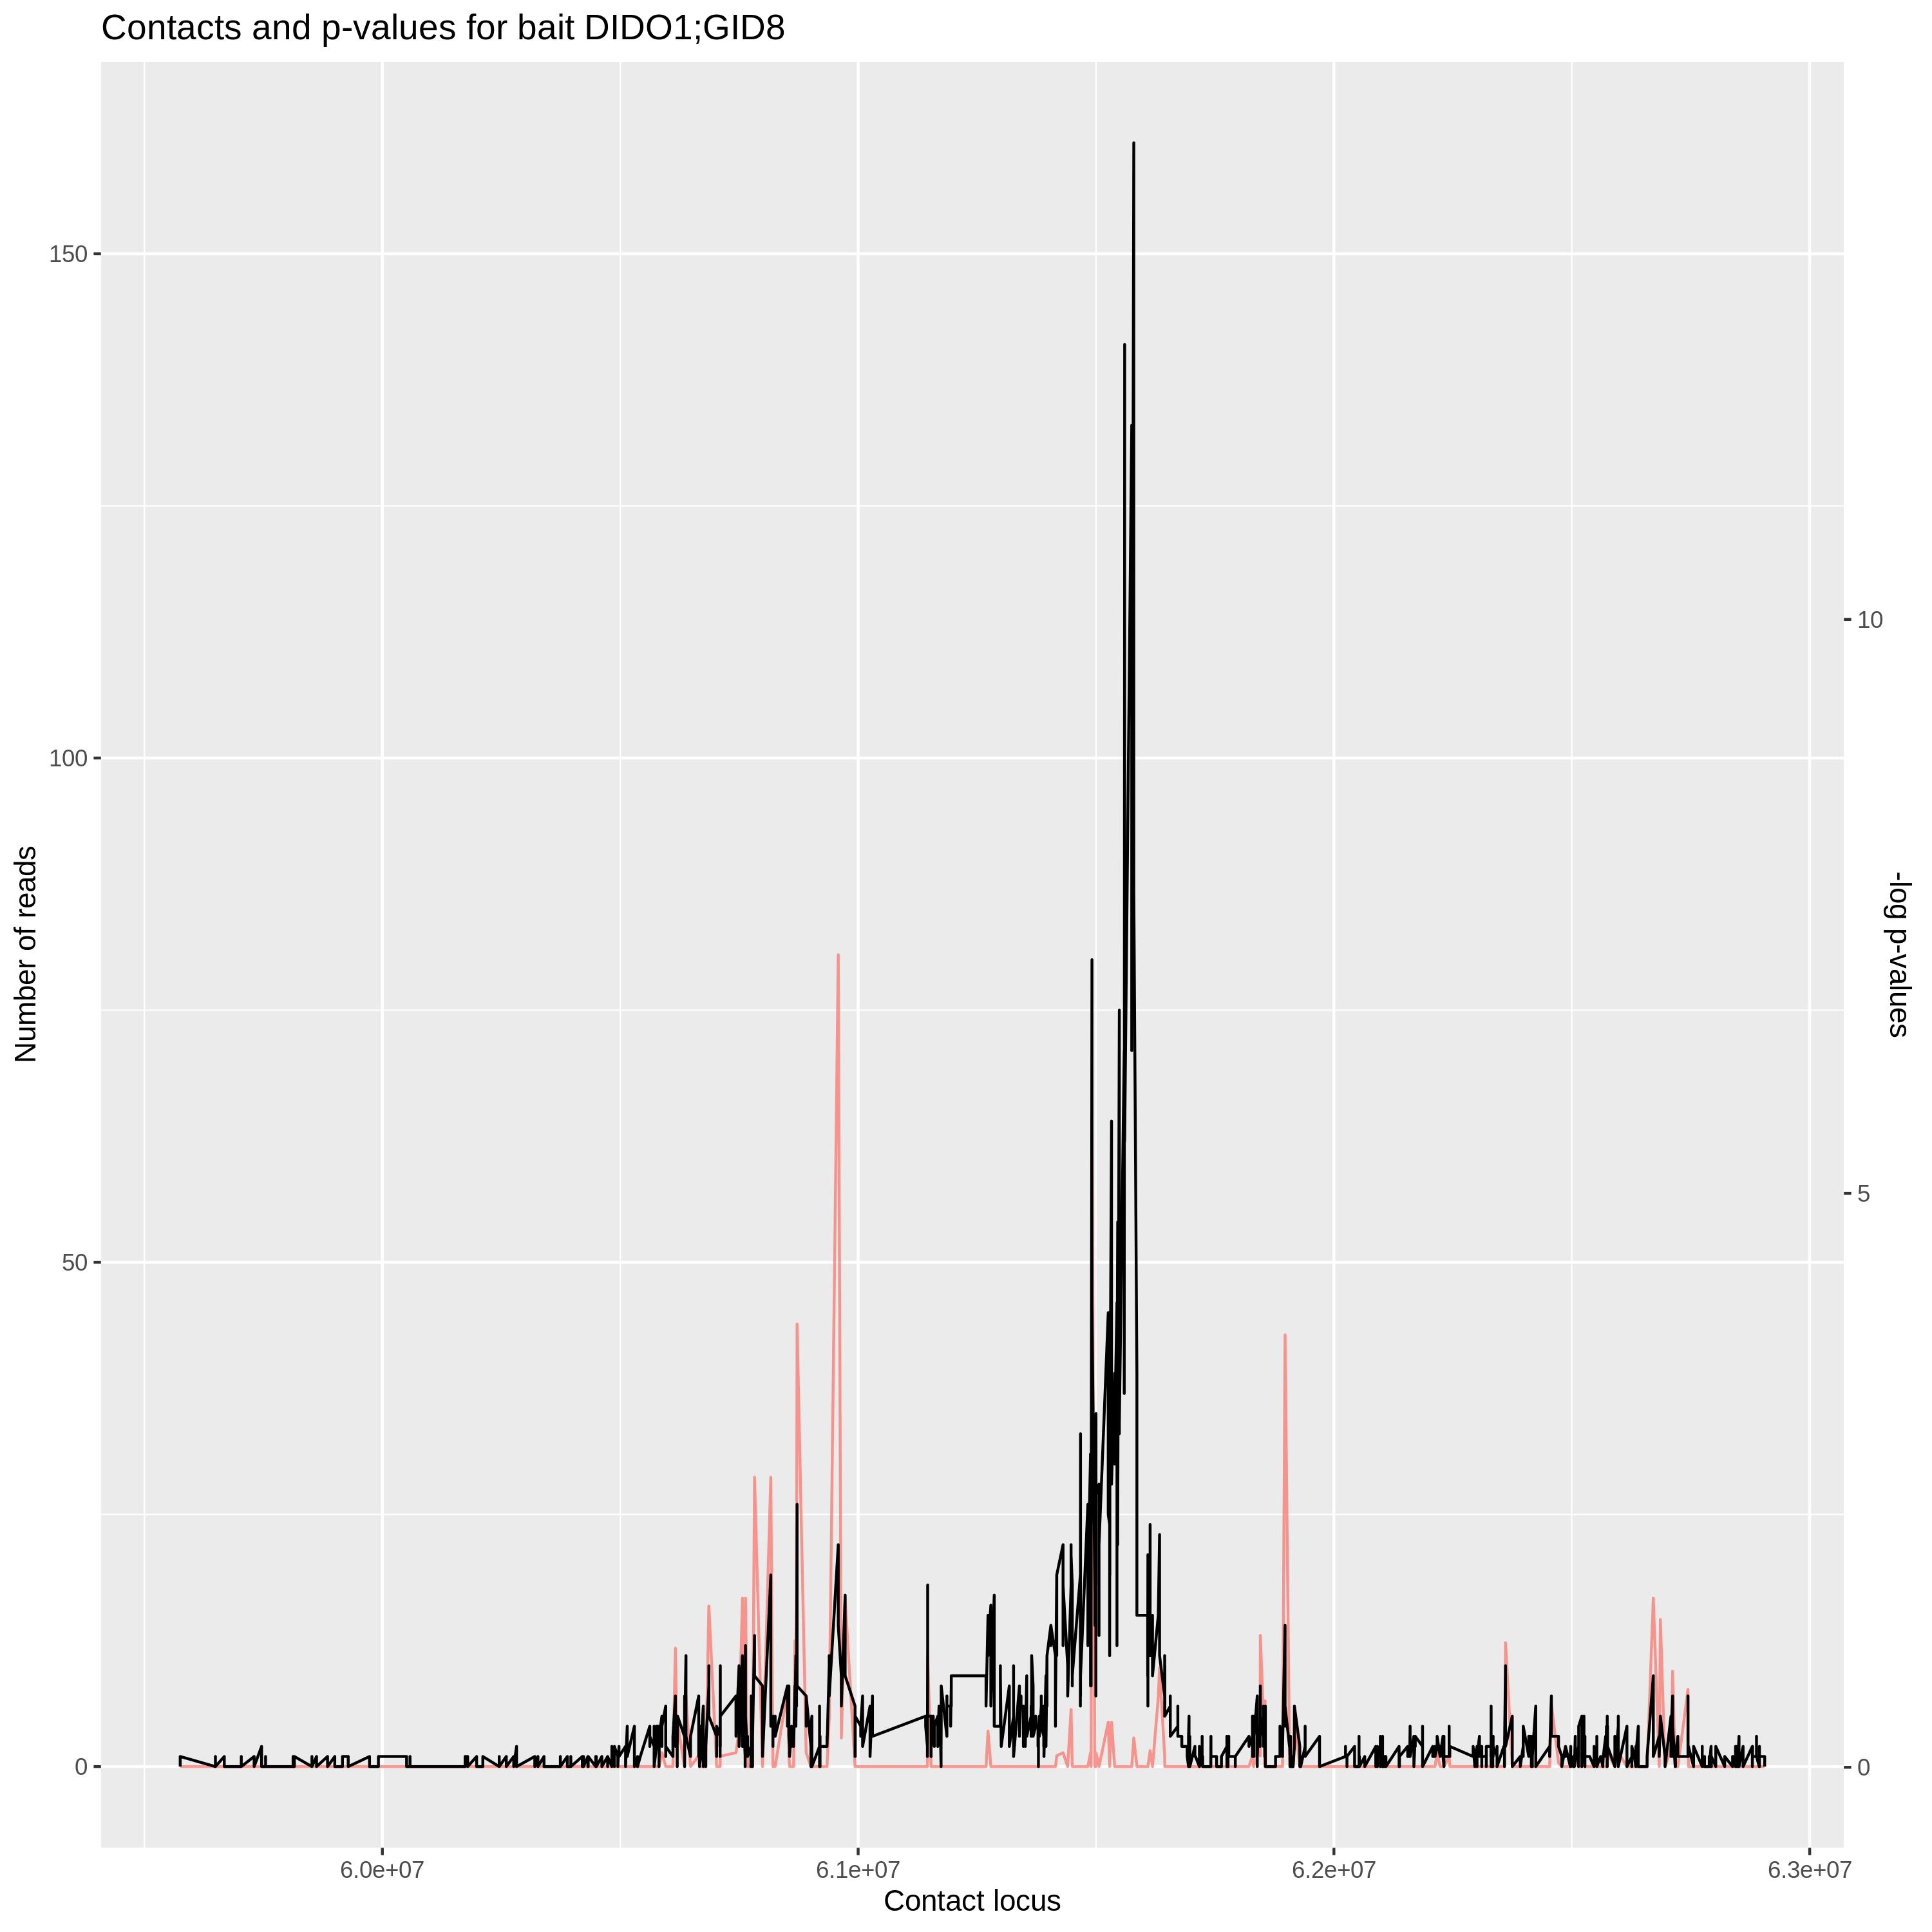 Contacts and p-values for bait DIDO1;GID8
150
100
50
0
Number of reads
10
5
0
-log p-values
6.0e+07
6.1e+07
6.2e+07
6.3e+07
Contact locus